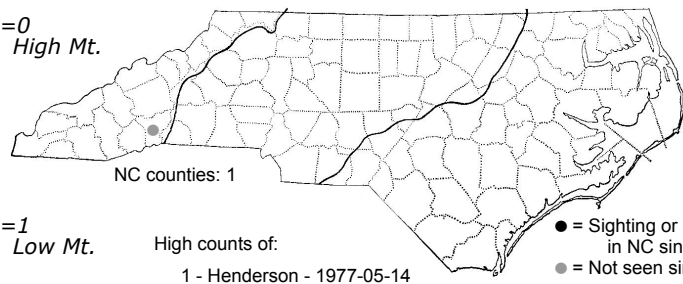 =0
High Mt.
NC counties: 1
=1
Low Mt.
High counts of:
1 - Henderson - 1977-05-14
● = Sighting or
in NC sin
● = Not seen si